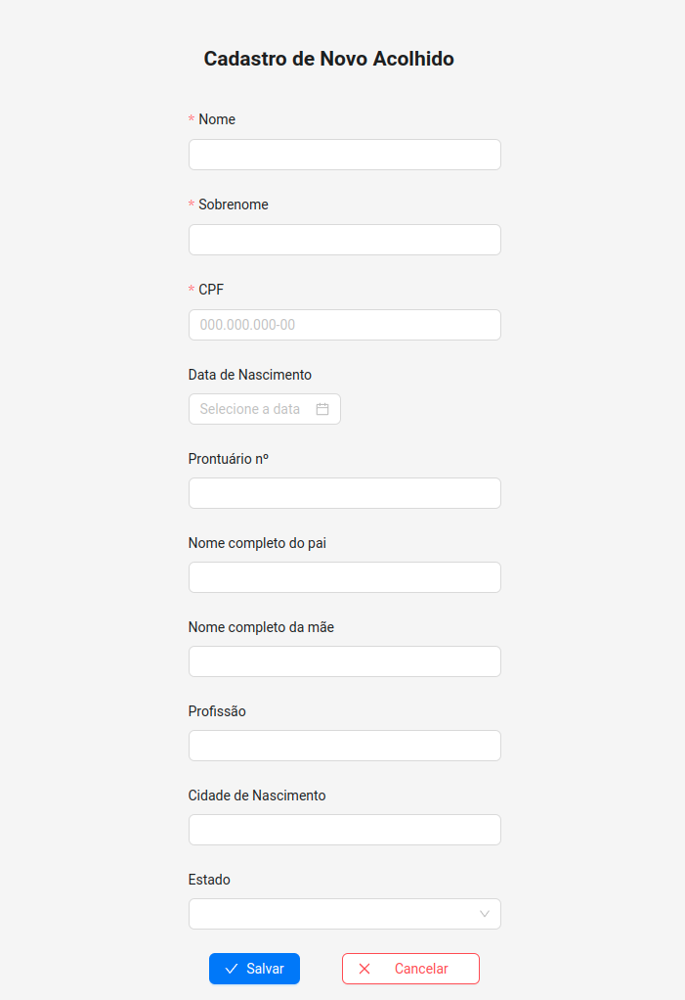 Cadastro de Novo Acolhido
* Nome
* Sobrenome
* CPF
000.000.000-00
Data de Nascimento
Selecione a data
Prontuário nº
Nome completo do pai
Nome completo da mãe
Profissão
Cidade de Nascimento
Estado
Salvar
Cancelar